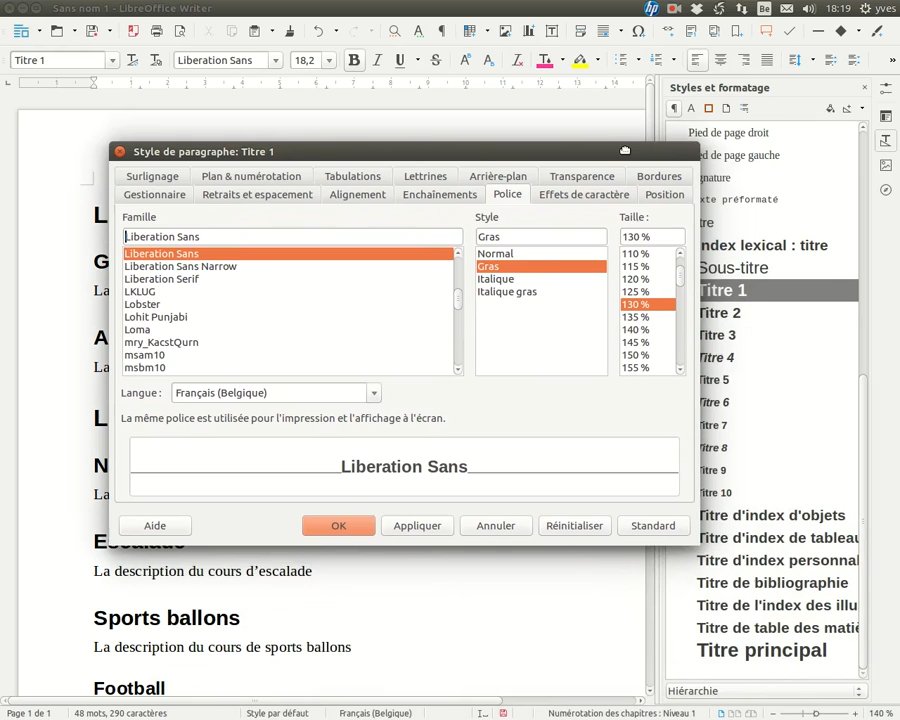 Sans nom 1 - LibreOffice Writer
Be
18:19
yves
Titre 1
Liberation Sans
18,2
Styles et formatage
Pied de page droit
ed de page gauche
gnature
xte préformaté
tre
Index lexical : titre
Sous-titre
Titre 1
Titre 2
Titre 3
Titre 4
Titre 5
Titre 6
Titre 7
Titre 8
Titre 9
Titre 10
Titre d'index d'objets
Titre d'index de tableau
Titre d'index personna
Titre de bibliographie
Titre de l'index des illu
Titre de table des matiè
Titre principal
Hiérarchie
Style de paragraphe: Titre 1
Surlignage
Plan & numérotation
Tabulations
Lettrines
Arrière-plan
Transparence
Bordures
Gestionnaire
Retraits et espacement
Alignement
Enchaînements
Police
Effets de caractère
Position
Famille
Style
Taille :
Liberation Sans
Gras
130 %
Liberation Sans
Liberation Sans Narrow
Liberation Serif
LKLUG
Lobster
Lohit Punjabi
Loma
mry_KacstQurn
msam10
msbm10
Normal
Gras
Italique
Italique gras
110 %
115 %
120 %
125 %
130 %
135 %
140 %
145 %
150 %
155 %
Langue :
Français (Belgique)
La même police est utilisée pour l'impression et l'affichage à l'écran.
Liberation Sans
Aide
OK
Appliquer
Annuler
Réinitialiser
Standard
Escalade
La description du cours d’escalade
Sports ballons
La description du cours de sports ballons
Football
Page 1 de 1
48 mots, 290 caractères
Style par défaut
Français (Belgique)
Numérotation des chapitres : Niveau 1
140 %